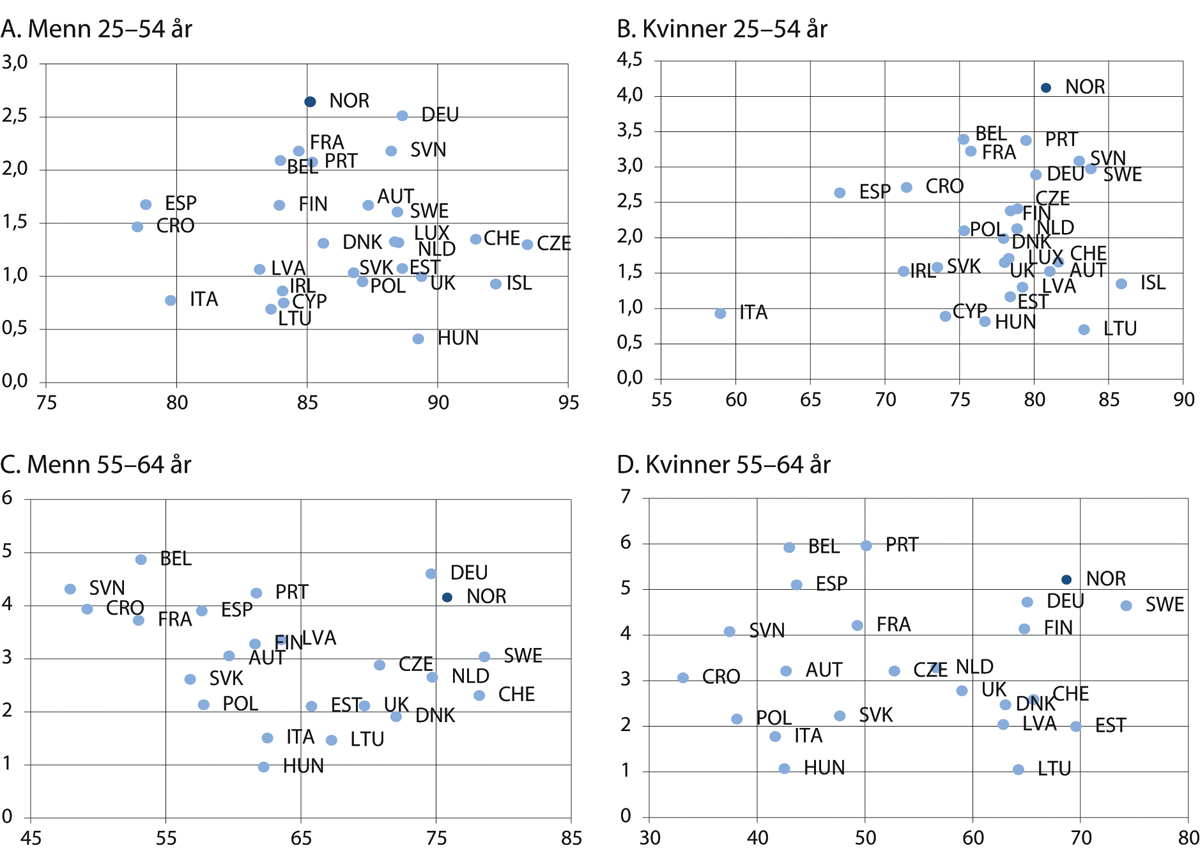 A. Menn 25–54 år
3,0
NOR
DEU
2,5
FRA
SVN
BEL
PRT
2,0
ESP
FIN
AUT
SWE
1,5
CRO
DNK
LUX
NLD
CHE
CZE
LVA
SVK
EST
1,0
IRL
POL
UK
ISL
ITA
CYP
LTU
0,5
HUN
0,0
75
80
85
90
95
B. Kvinner 25–54 år
4,5
NOR
4,0
3,5
BEL
PRT
FRA
3,0
SVN
DEU
SWE
ESP
CRO
2,5
CZE
FIN
POL
NLD
2,0
DNK
LUX
CHE
IRL
SVK
UK
AUT
1,5
LVA
ISL
EST
1,0
ITA
CYP
HUN
LTU
0,5
0,0
55
60
65
70
75
80
85
90
C. Menn 55–64 år
6
5
BEL
DEU
SVN
PRT
NOR
4
CRO
ESP
FRA
FIN
LVA
AUT
SWE
3
CZE
SVK
NLD
CHE
POL
EST
UK
DNK
2
ITA
LTU
HUN
1
0
45
55
65
75
85
D. Kvinner 55–64 år
7
6
BEL
PRT
ESP
NOR
5
DEU
SWE
SVN
FRA
FIN
4
CRO
AUT
CZE
NLD
3
UK
CHE
DNK
POL
SVK
LVA
EST
2
ITA
HUN
LTU
1
0
30
40
50
60
70
80